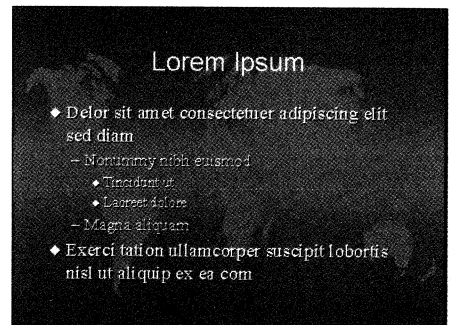 Lorem Ipsum
◆ Delor sit amet consectetuer adipiscing elit
sed diam
– Nonummy nibh euismod
◆ Tincidunt ut
◆ Laoreet dolore
– Magna aliquam
◆ Exerci tation ullamcorper suscipit lobortis
nisl ut aliquip ex ea com